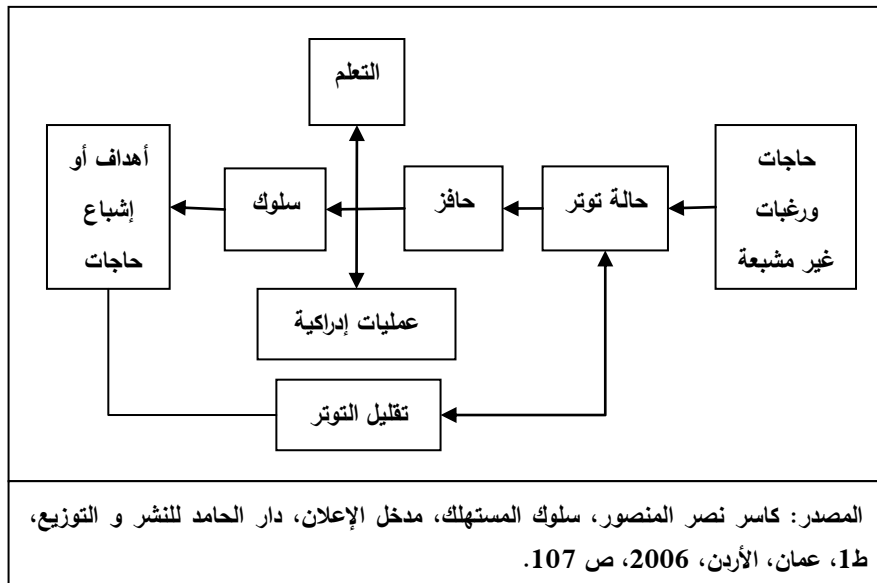 التعلم
حاجات
ورغبات
غير مشبعة
حالة توتر
حافز
سلوك
أهداف أو
إشباع
حاجات
عمليات إدراكية
تقليل التوتر
المصدر: كاسر نصر المنصور، سلوك المستهلك، مدخل الإعلان، دار الحامد للنشر و التوزيع،
ط1، عمان، الأردن، 2006، ص 107.